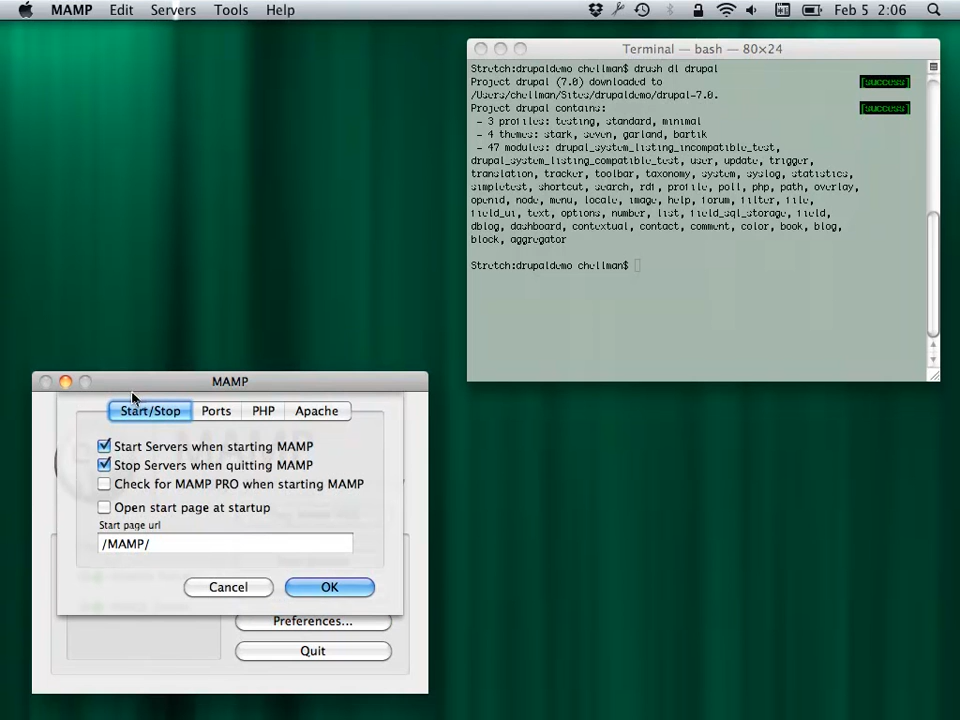 MAMP Edit Servers Tools Help Feb 5 2:06
Terminal — bash — 80×24
Stretch:drupaldemo chellman$ drush dl drupal
Project drupal (7.0) downloaded to [success]
/Users/chellman/Sites/drupaldemo/drupal-7.0.
Project drupal contains: [success]
- 3 profiles: testing, standard, minimal
- 4 themes: stark, seven, garland, bartik
- 47 modules: drupal_system_listing_incompatible_test,
drupal_system_listing_compatible_test, user, update, trigger,
translation, tracker, toolbar, taxonomy, system, syslog, statistics,
simpletest, shortcut, search, rdf, profile, poll, php, path, overlay,
openid, node, menu, locale, image, help, forum, filter, file,
field_ui, text, options, number, list, field_sql_storage, field,
dblog, dashboard, contextual, contact, comment, color, book, blog,
block, aggregator
Stretch:drupaldemo chellman$
MAMP
Start/Stop Ports PHP Apache
Start Servers when starting MAMP
Stop Servers when quitting MAMP
Check for MAMP PRO when starting MAMP
Open start page at startup
Start page url
/MAMP/
Cancel OK
Preferences...
Quit